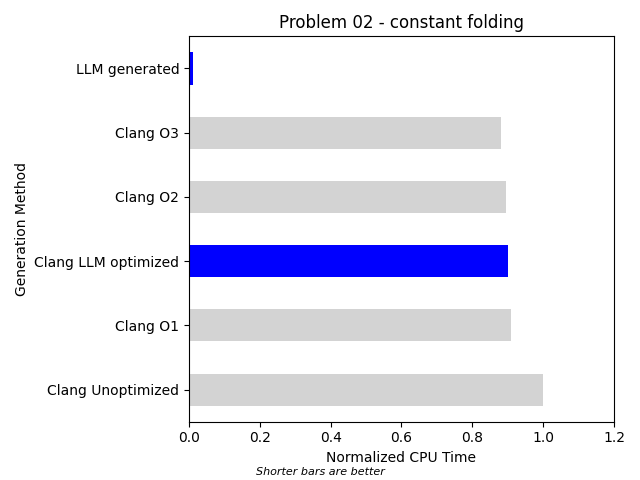 Problem 02 - constant folding
Generation Method
LLM generated
Clang O3
Clang O2
Clang LLM optimized
Clang O1
Clang Unoptimized
0.0 0.2 0.4 0.6 0.8 1.0 1.2
Normalized CPU Time
Shorter bars are better